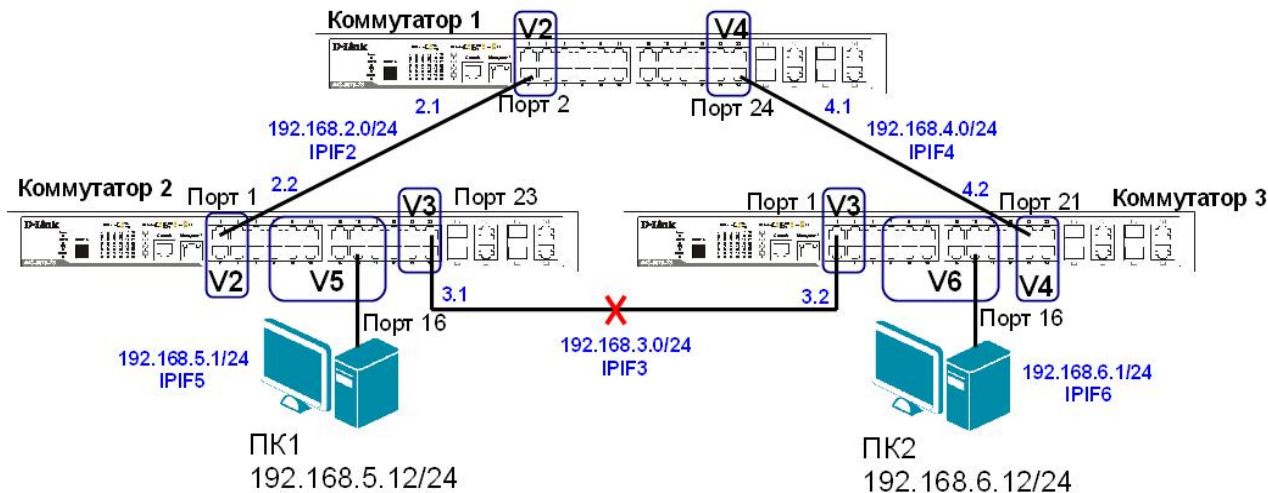 Коммутатор 1
V2
V4
D-Link
Порт 2
Порт 24
2.1
4.1
192.168.2.0/24
IPIF2
192.168.4.0/24
IPIF4
Коммутатор 2
Порт 1
2.2
V3
Порт 23
D-Link
V2
V5
3.1
Порт 1
V3
4.2
Порт 21
Коммутатор 3
D-Link
V6
V4
3.2
Порт 16
Порт 16
192.168.3.0/24
IPIF3
192.168.5.1/24
IPIF5
192.168.6.1/24
IPIF6
ПК1
192.168.5.12/24
ПК2
192.168.6.12/24